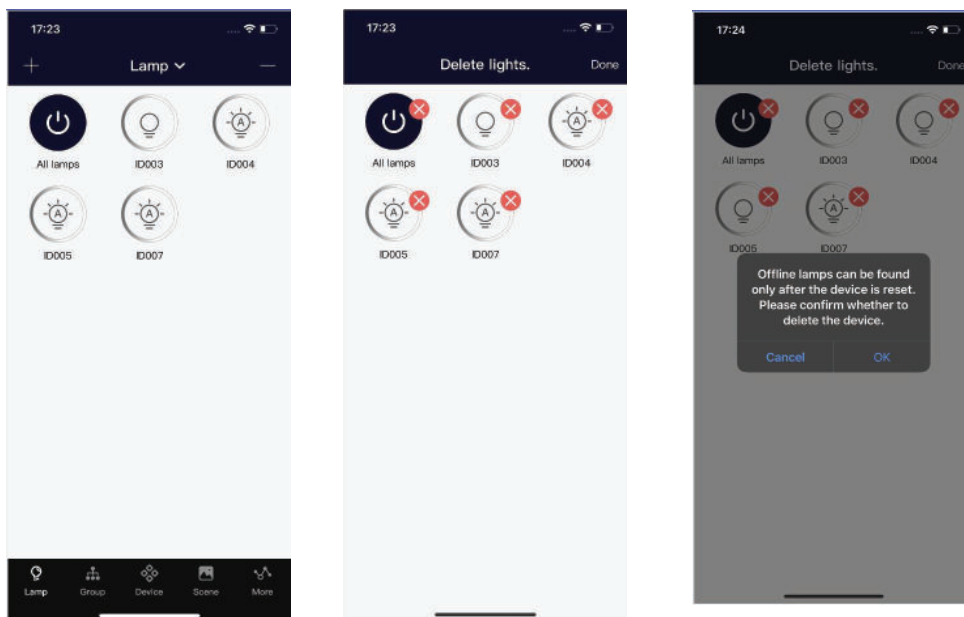 17:23
+ Lamp −
All lamps ID003 ID004
A
A A
ID005 ID007
Lamp Group Device Scene More
17:23
Delete lights. Done
All lamps ID003 ID004
A
A A
ID005 ID007
17:24
Delete lights. Done
All lamps ID003 ID004
A
ID005 ID007
Offline lamps can be found
only after the device is reset.
Please confirm whether to
delete the device.
Cancel OK